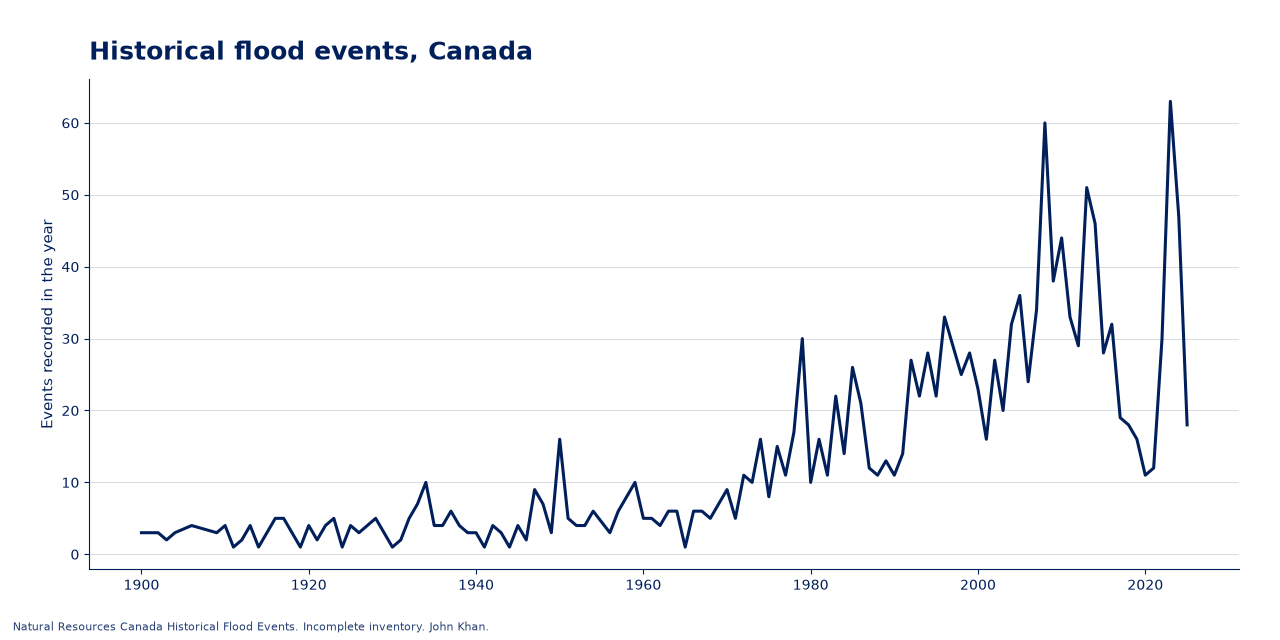 Historical flood events, Canada
Events recorded in the year
60
50
40
30
20
10
0
1900 1920 1940 1960 1980 2000 2020
Natural Resources Canada Historical Flood Events. Incomplete inventory. John Khan.